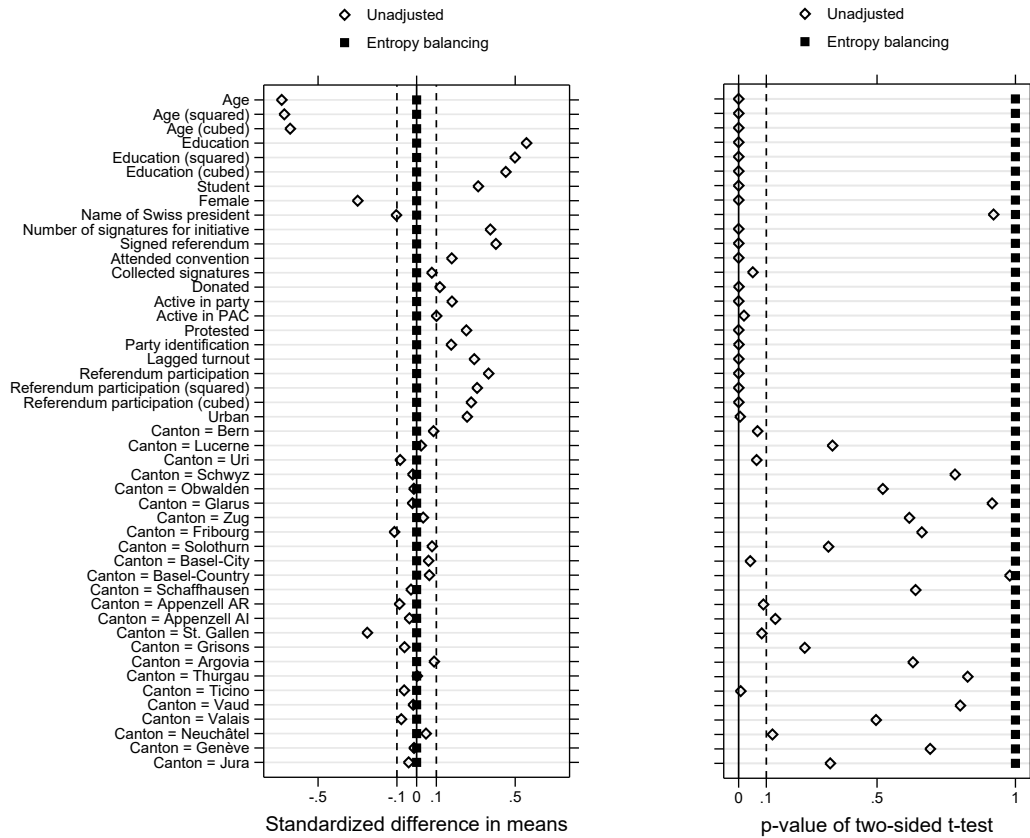 Unadjusted
Entropy balancing
Unadjusted
Entropy balancing
Age
Age (squared)
Age (cubed)
Education
Education (squared)
Education (cubed)
Student
Female
Name of Swiss president
Number of signatures for initiative
Signed referendum
Attended convention
Collected signatures
Donated
Active in party
Active in PAC
Protested
Party identification
Lagged turnout
Referendum participation
Referendum participation (squared)
Referendum participation (cubed)
Urban
Canton = Bern
Canton = Lucerne
Canton = Uri
Canton = Schwyz
Canton = Obwalden
Canton = Glarus
Canton = Zug
Canton = Fribourg
Canton = Solothurn
Canton = Basel-City
Canton = Basel-Country
Canton = Schaffhausen
Canton = Appenzell AR
Canton = Appenzell AI
Canton = St. Gallen
Canton = Grisons
Canton = Argovia
Canton = Thurgau
Canton = Ticino
Canton = Vaud
Canton = Valais
Canton = Neuchâtel
Canton = Genève
Canton = Jura
-.5 -.1 0 .1 .5
Standardized difference in means
0 .1 .5 1
p-value of two-sided t-test